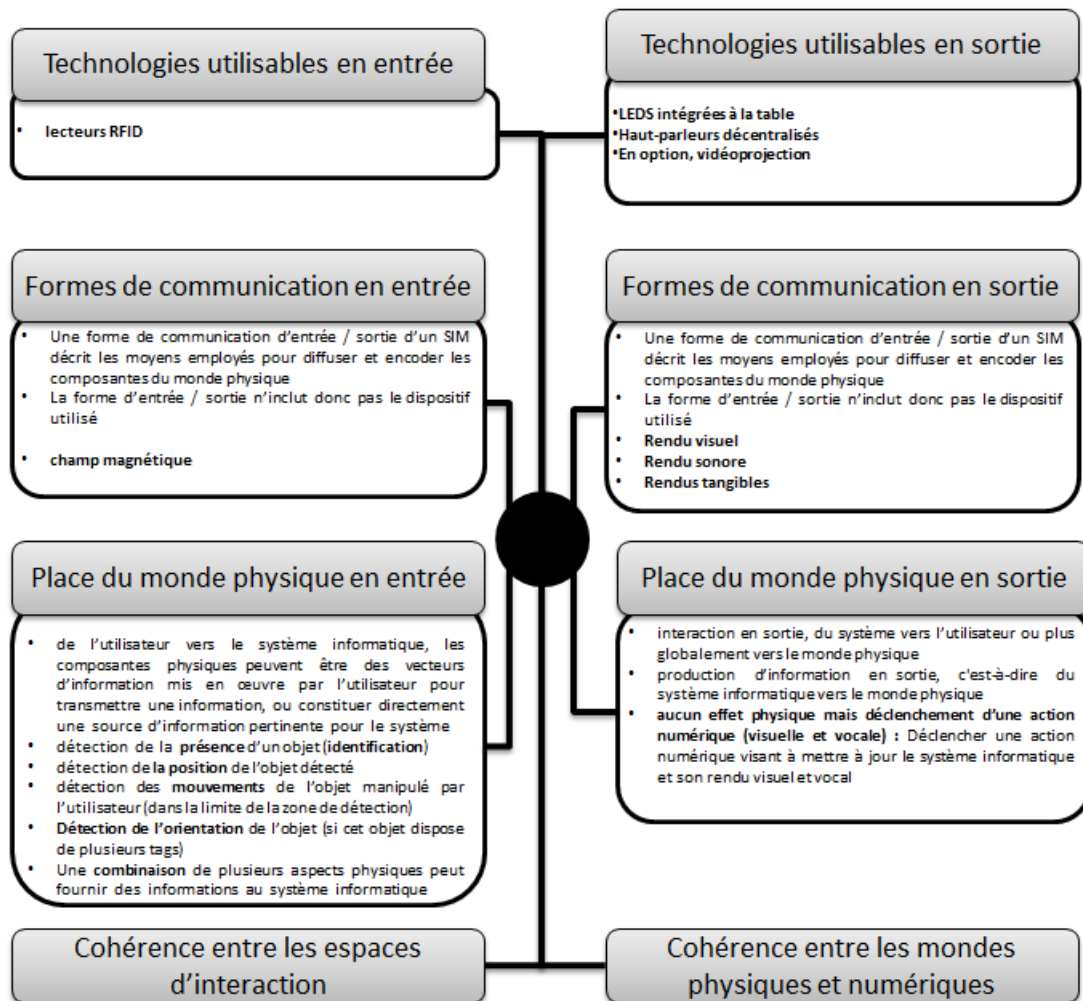 Technologies utilisables en entrée
• lecteurs RFID
Technologies utilisables en sortie
•LEDS intégrées à la table
•Haut-parleurs décentralisés
•En option, vidéoprojection
Formes de communication en entrée
• Une forme de communication d'entrée / sortie d'un SIM
décrit les moyens employés pour diffuser et encoder les
composantes du monde physique
• La forme d'entrée / sortie n'inclut donc pas le dispositif
utilisé
• champ magnétique
Formes de communication en sortie
• Une forme de communication d'entrée / sortie d'un SIM
décrit les moyens employés pour diffuser et encoder les
composantes du monde physique
• La forme d'entrée / sortie n'inclut donc pas le dispositif
utilisé
• Rendu visuel
• Rendu sonore
• Rendus tangibles
Place du monde physique en entrée
• de l'utilisateur vers le système informatique, les
composantes physiques peuvent être des vecteurs
d'information mis en œuvre par l'utilisateur pour
transmettre une information, ou constituer directement
une source d'information pertinente pour le système
• détection de la présence d'un objet (identification)
• détection de la position de l'objet détecté
• détection des mouvements de l'objet manipulé par
l'utilisateur (dans la limite de la zone de détection)
• Détection de l'orientation de l'objet (si cet objet dispose
de plusieurs tags)
• Une combinaison de plusieurs aspects physiques peut
fournir des informations au système informatique
Place du monde physique en sortie
• interaction en sortie, du système vers l'utilisateur ou plus
globalement vers le monde physique
• production d'information en sortie, c'est-à-dire du
système informatique vers le monde physique
• aucun effet physique mais déclenchement d'une action
numérique (visuelle et vocale) : Déclencher une action
numérique visant à mettre à jour le système informatique
et son rendu visuel et vocal
Cohérence entre les espaces
d'interaction
Cohérence entre les mondes
physiques et numériques